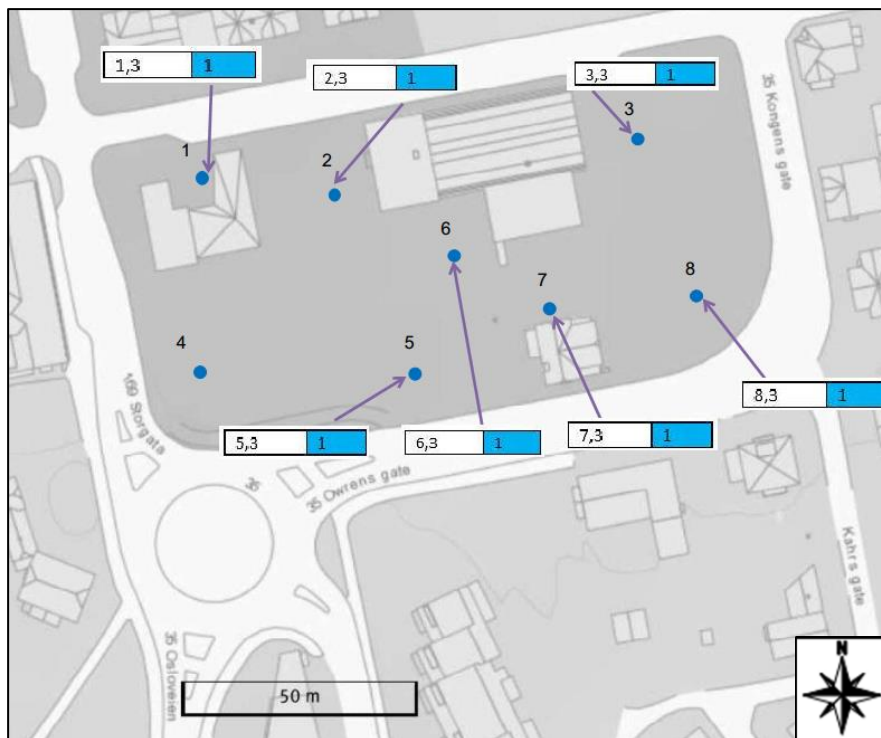 1,3 1
2,3 1
3,3 1
1
2
3
6
7
8
4
5
35 Kongens gate
169 Storgata
5,3 1
6,3 1
7,3 1
8,3 1
35
35 Owrens gate
Kahrs gate
35 Osloveien
50 m
N